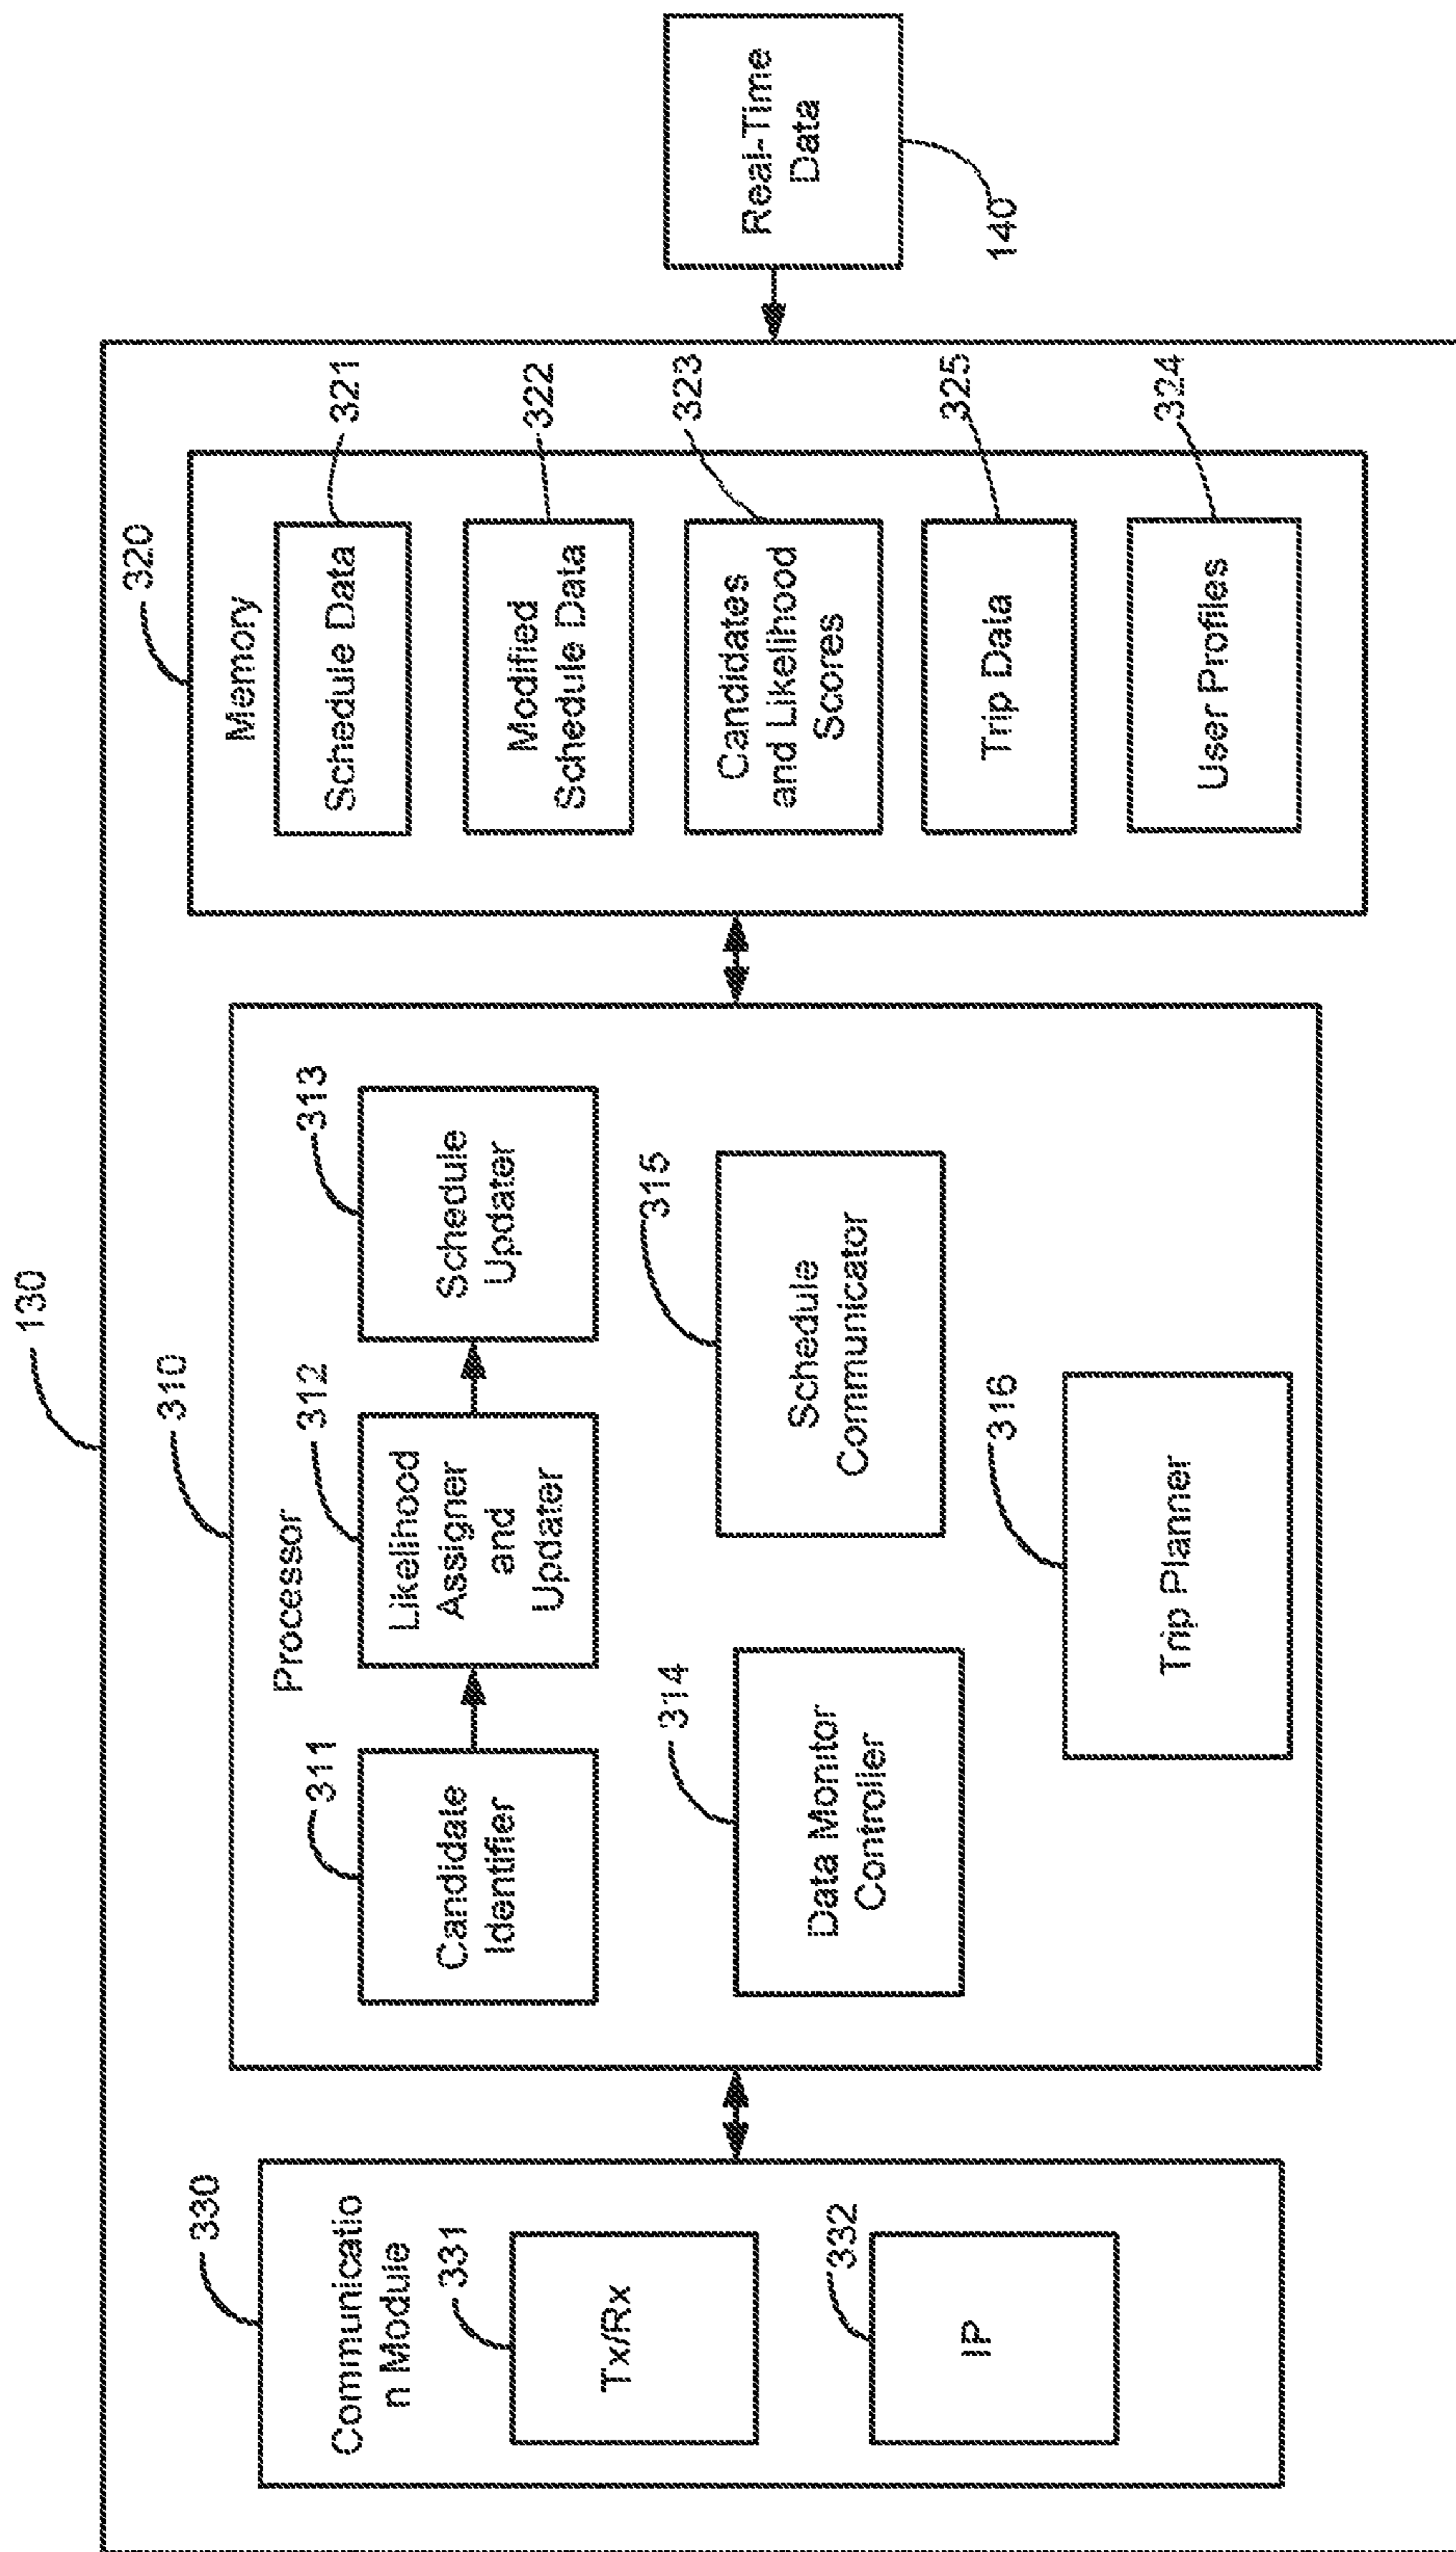 130
330
Communicatio
n Module
331
Tx/Rx
332
IP
310
Processor
311
Candidate
Identifier
312
Likelihood
Assigner
and
Updater
313
Schedule
Updater
314
Data Monitor
Controller
315
Schedule
Communicator
316
Trip Planner
320
Memory
321
Schedule Data
322
Modified
Schedule Data
323
Candidates
and Likelihood
Scores
325
Trip Data
324
User Profiles
Real-Time
Data
140